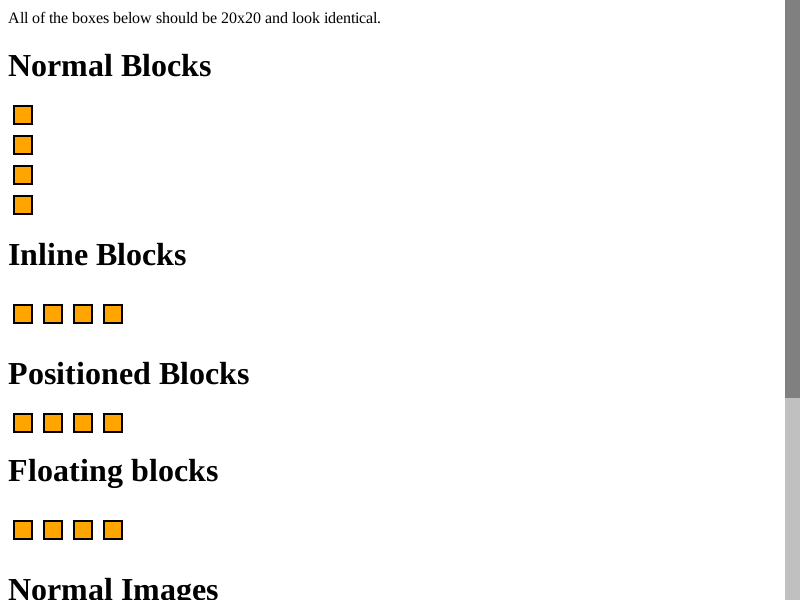 All of the boxes below should be 20x20 and look identical.
Normal Blocks
Inline Blocks
Positioned Blocks
Floating blocks
Normal Images